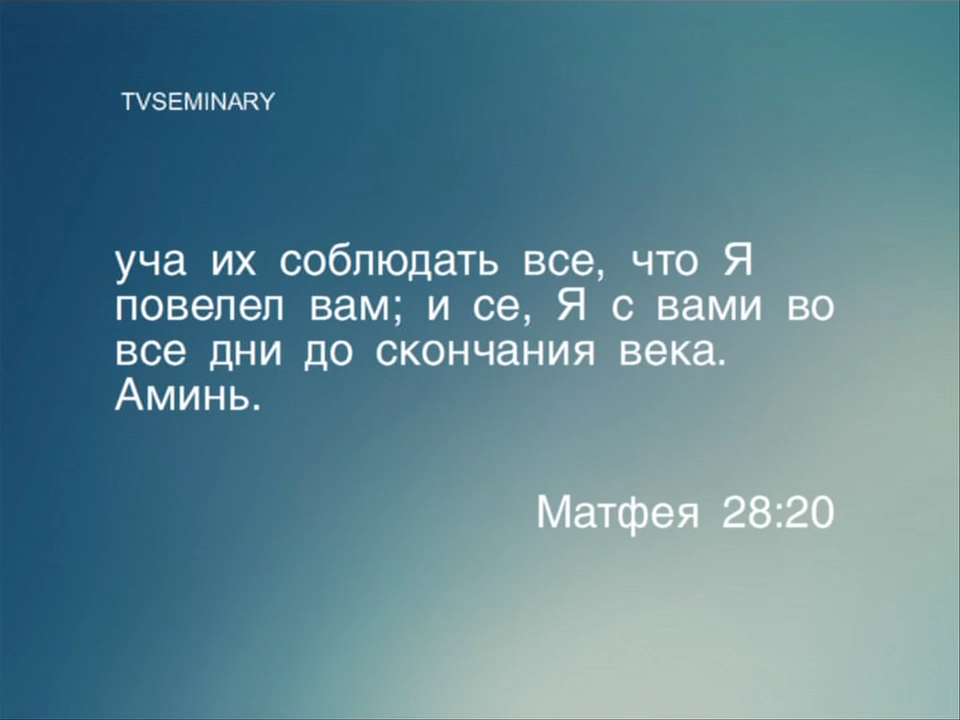 TVSEMINARY
уча их соблюдать все, что Я
повелел вам; и се, Я с вами во
все дни до скончания века.
Аминь.
Матфея 28:20